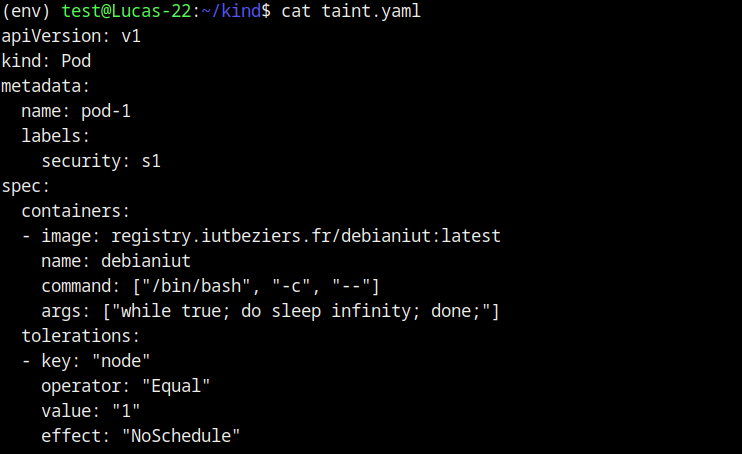 (env) test@Lucas-22:~/kind$ cat taint.yaml
apiVersion: v1
kind: Pod
metadata:
  name: pod-1
  labels:
    security: s1
spec:
  containers:
  - image: registry.iutbeziers.fr/debianiut:latest
    name: debianiut
    command: ["/bin/bash", "-c", "--"]
    args: ["while true; do sleep infinity; done;"]
  tolerations:
  - key: "node"
    operator: "Equal"
    value: "1"
    effect: "NoSchedule"